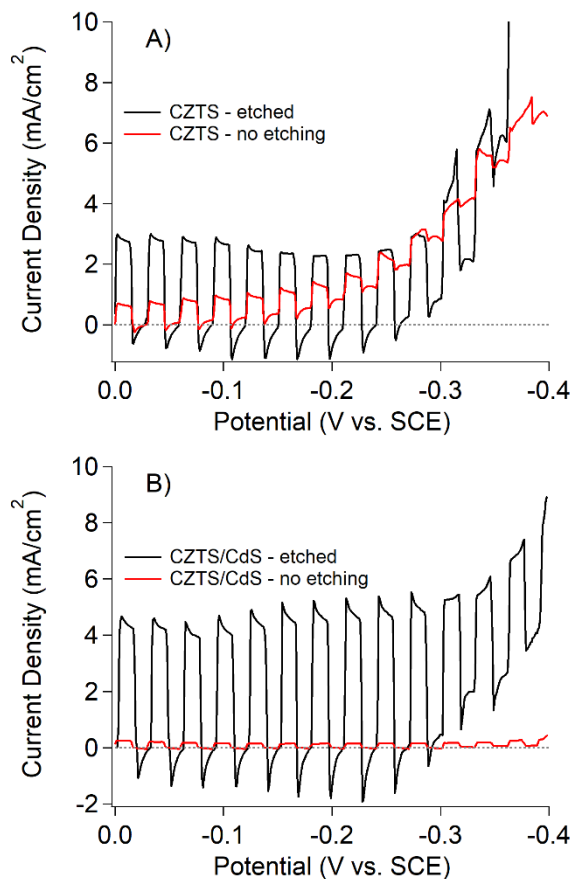 A)
CZTS - etched
CZTS - no etching
Current Density (mA/cm²)
10
8
6
4
2
0
0.0 -0.1 -0.2 -0.3 -0.4
Potential (V vs. SCE)
B)
CZTS/CdS - etched
CZTS/CdS - no etching
Current Density (mA/cm²)
10
8
6
4
2
0
-2
0.0 -0.1 -0.2 -0.3 -0.4
Potential (V vs. SCE)